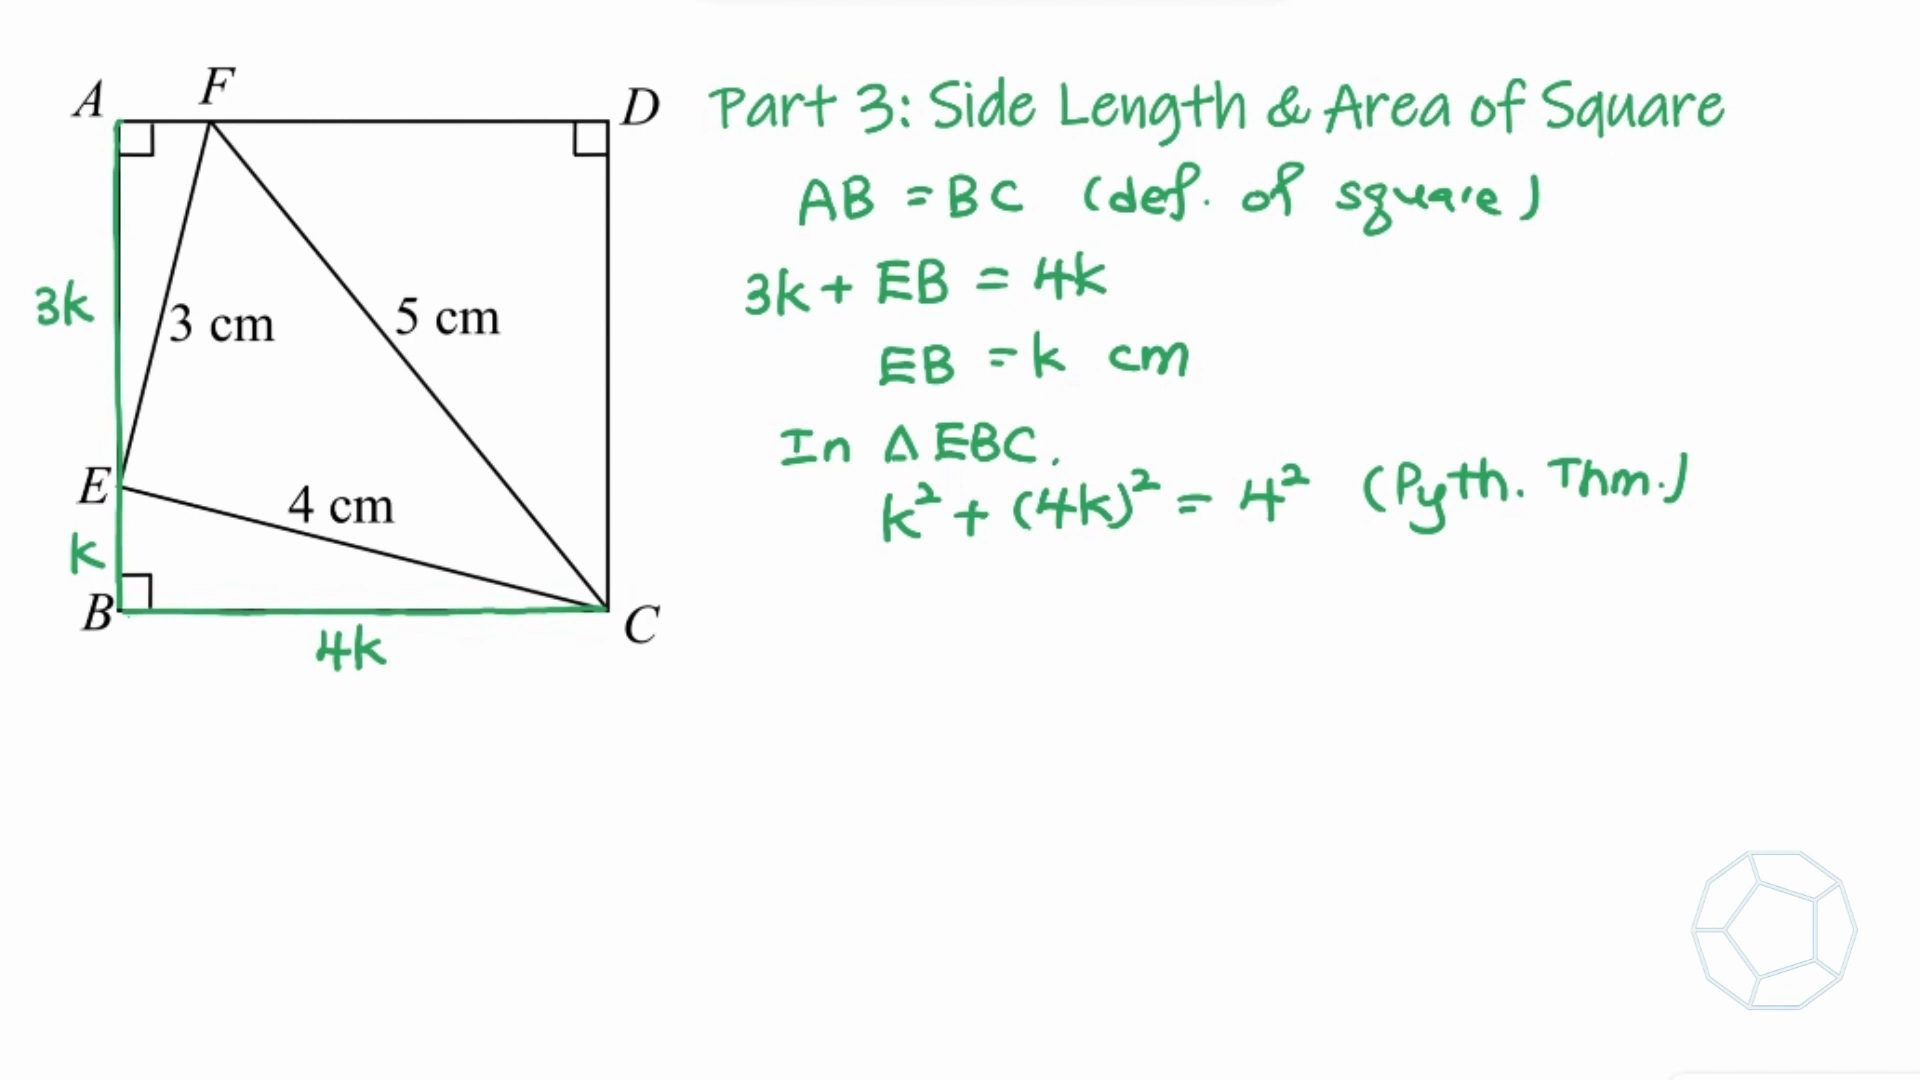 A F D
3k
3 cm
5 cm
E
4 cm
k
B
C
4k
Part 3: Side Length & Area of Square
AB = BC (def. of square)
3k + EB = 4k
EB = k cm
In △EBC,
k² + (4k)² = 4² (Pyth. Thm.)